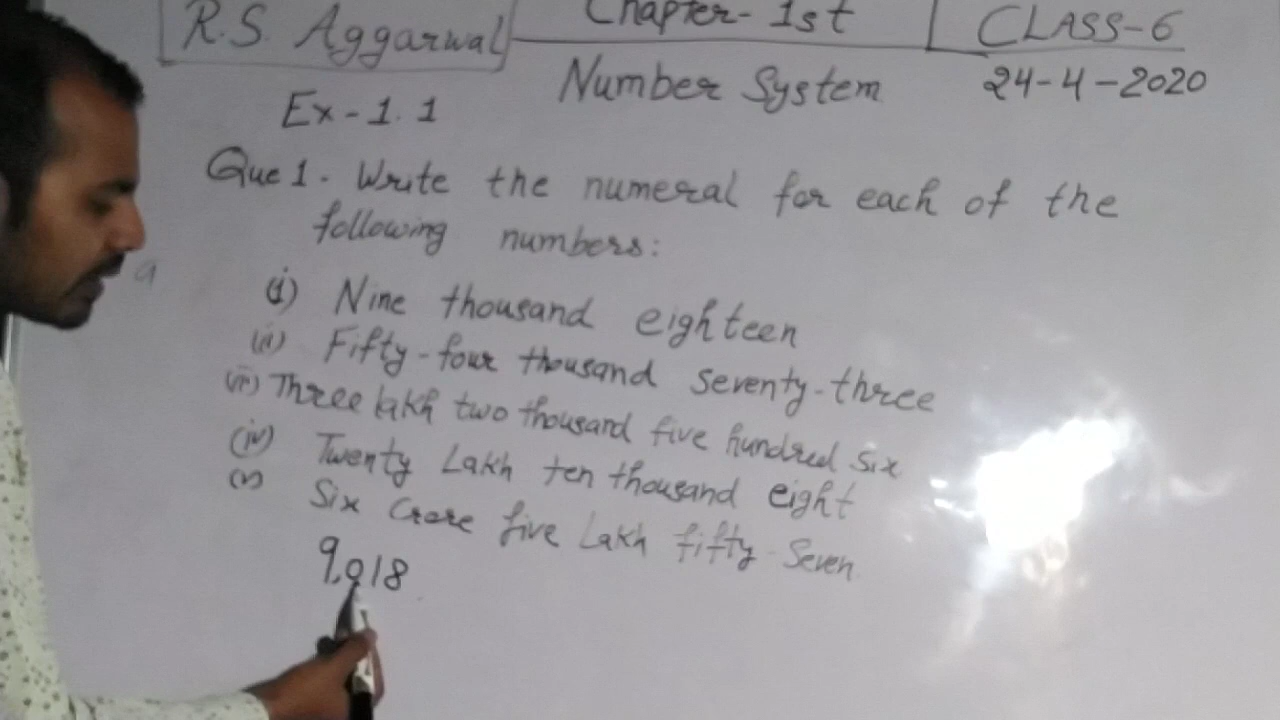 R.S. Aggarwal
Chapter- 1st
CLASS-6
Number System
24-4-2020
Ex-1.1
Que 1. Write the numeral for each of the
following numbers:
(i) Nine thousand eighteen
(ii) Fifty-four thousand seventy-three
(iii) Three lakh two thousand five hundred six
(iv) Twenty Lakh ten thousand eight
(v) Six Crore five Lakh fifty-Seven
9,018